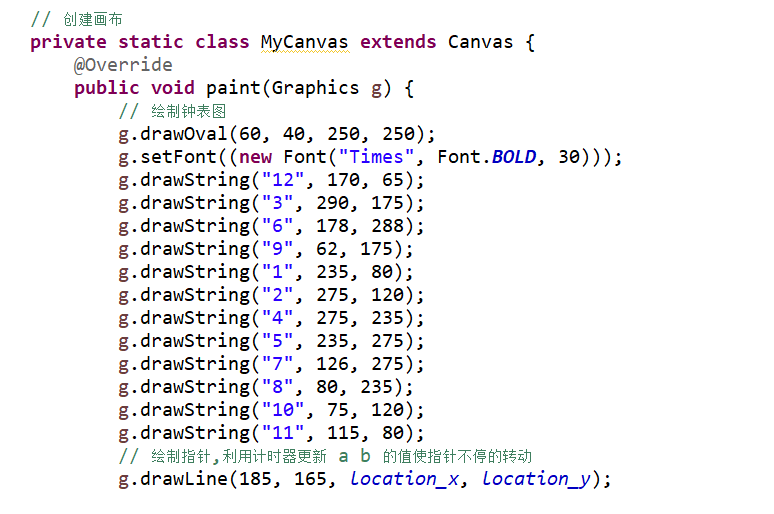 // 创建画布
private static class MyCanvas extends Canvas {
@Override
public void paint(Graphics g) {
// 绘制钟表图
g.drawOval(60, 40, 250, 250);
g.setFont((new Font("Times", Font.BOLD, 30)));
g.drawString("12", 170, 65);
g.drawString("3", 290, 175);
g.drawString("6", 178, 288);
g.drawString("9", 62, 175);
g.drawString("1", 235, 80);
g.drawString("2", 275, 120);
g.drawString("4", 275, 235);
g.drawString("5", 235, 275);
g.drawString("7", 126, 275);
g.drawString("8", 80, 235);
g.drawString("10", 75, 120);
g.drawString("11", 115, 80);
// 绘制指针,利用计时器更新 a b 的值使指针不停的转动
g.drawLine(185, 165, location_x, location_y);